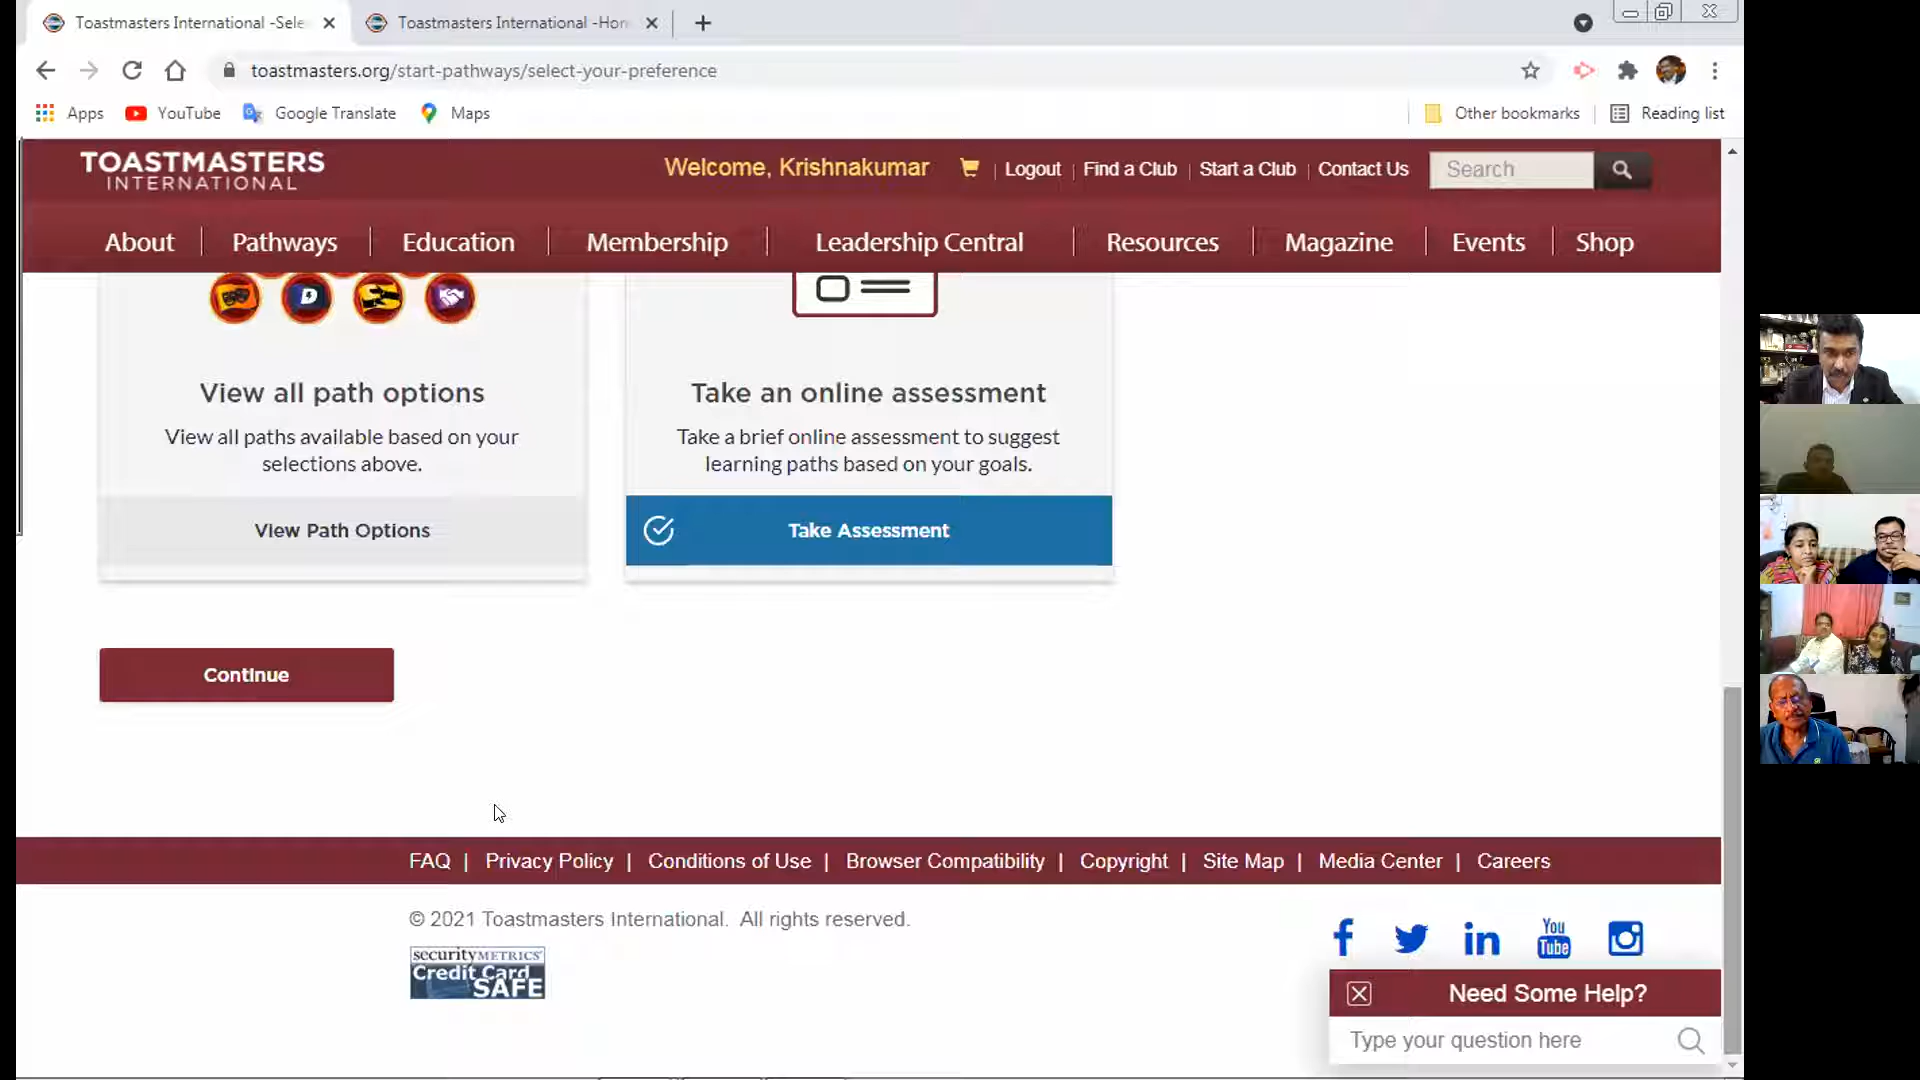 Toastmasters International -Sele
Toastmasters International -Hon
toastmasters.org/start-pathways/select-your-preference
Apps
YouTube
Google Translate
Maps
Other bookmarks
Reading list
TOASTMASTERS
INTERNATIONAL
Welcome, Krishnakumar
Logout | Find a Club | Start a Club | Contact Us
Search
About | Pathways | Education | Membership | Leadership Central | Resources | Magazine | Events | Shop
D
View all path options
View all paths available based on your
selections above.
View Path Options
Take an online assessment
Take a brief online assessment to suggest
learning paths based on your goals.
Take Assessment
Continue
FAQ | Privacy Policy | Conditions of Use | Browser Compatibility | Copyright | Site Map | Media Center | Careers
© 2021 Toastmasters International. All rights reserved.
securityMETRICS
Credit Card
SAFE
You
Tube
Need Some Help?
Type your question here